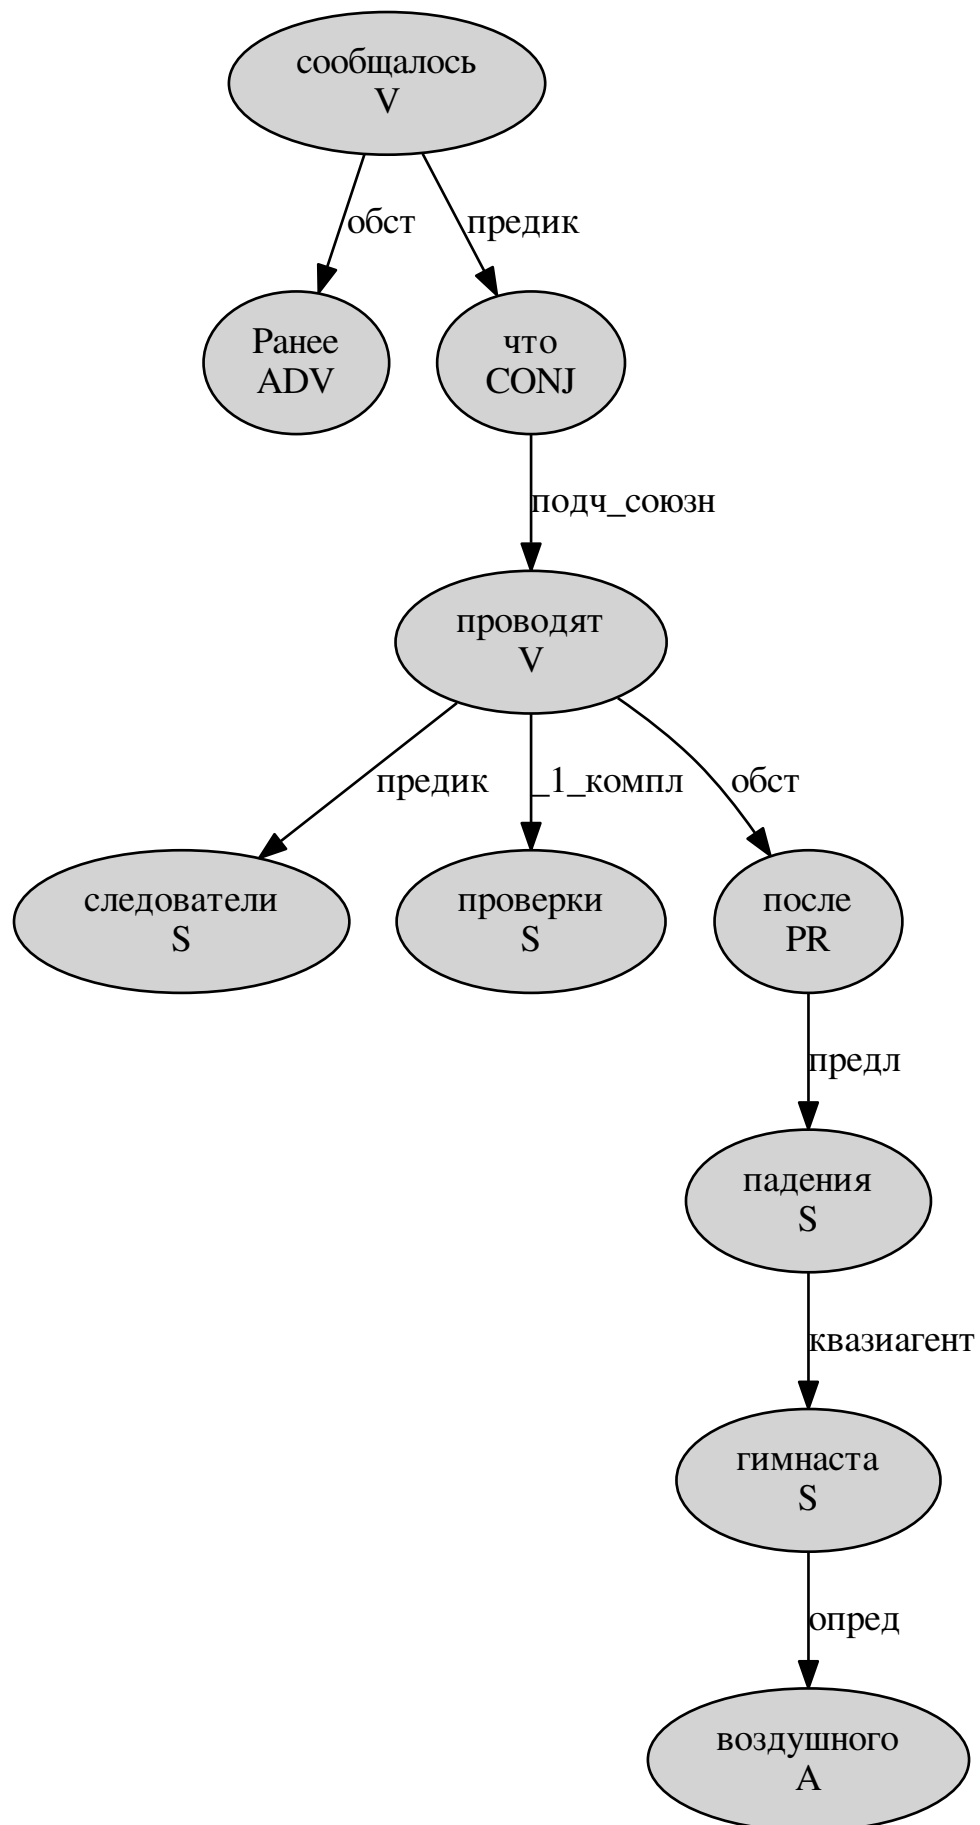 сообщалось
V
обст
предик
Ранее
ADV
что
CONJ
подч_союзн
проводят
V
предик
_1_компл
обст
следователи
S
проверки
S
после
PR
предл
падения
S
квазиагент
гимнаста
S
опред
воздушного
A